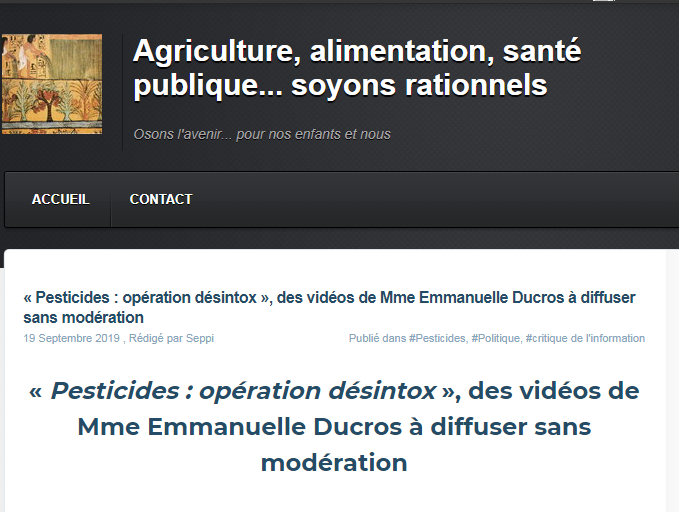 Agriculture, alimentation, santé
publique... soyons rationnels
Osons l'avenir... pour nos enfants et nous
ACCUEIL
CONTACT
« Pesticides : opération désintox », des vidéos de Mme Emmanuelle Ducros à diffuser
sans modération
19 Septembre 2019 , Rédigé par Seppi
Publié dans #Pesticides, #Politique, #critique de l'information
« Pesticides : opération désintox », des vidéos de
Mme Emmanuelle Ducros à diffuser sans
modération